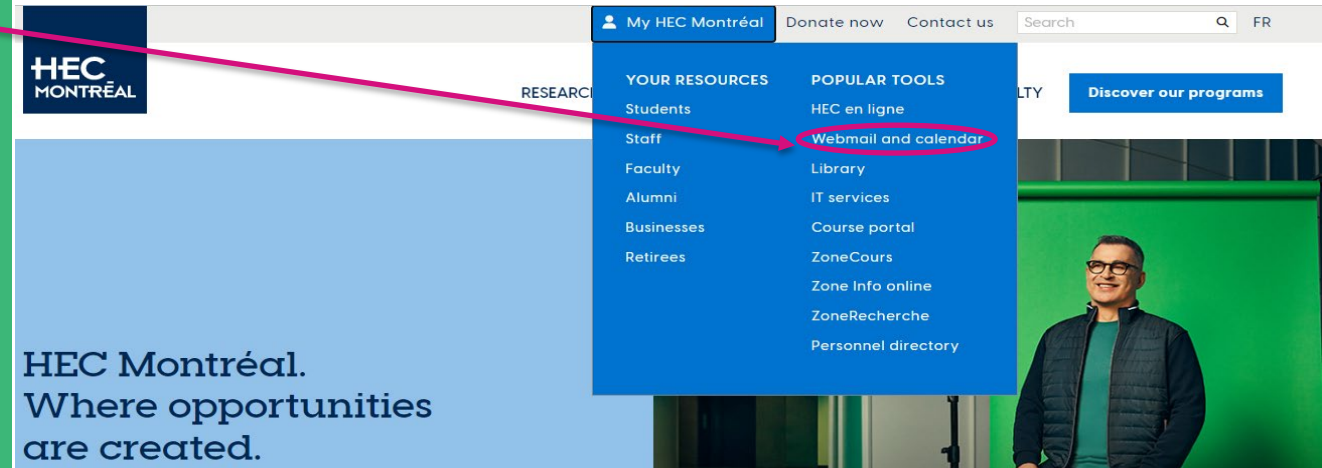 My HEC Montréal Donate now Contact us Search FR
HEC
MONTRĒAL
RESEARC
LTY
Discover our programs
YOUR RESOURCES
Students
Staff
Faculty
Alumni
Businesses
Retirees
POPULAR TOOLS
HEC en ligne
Webmail and calendar
Library
IT services
Course portal
ZoneCours
Zone Info online
ZoneRecherche
Personnel directory
HEC Montréal.
Where opportunities
are created.